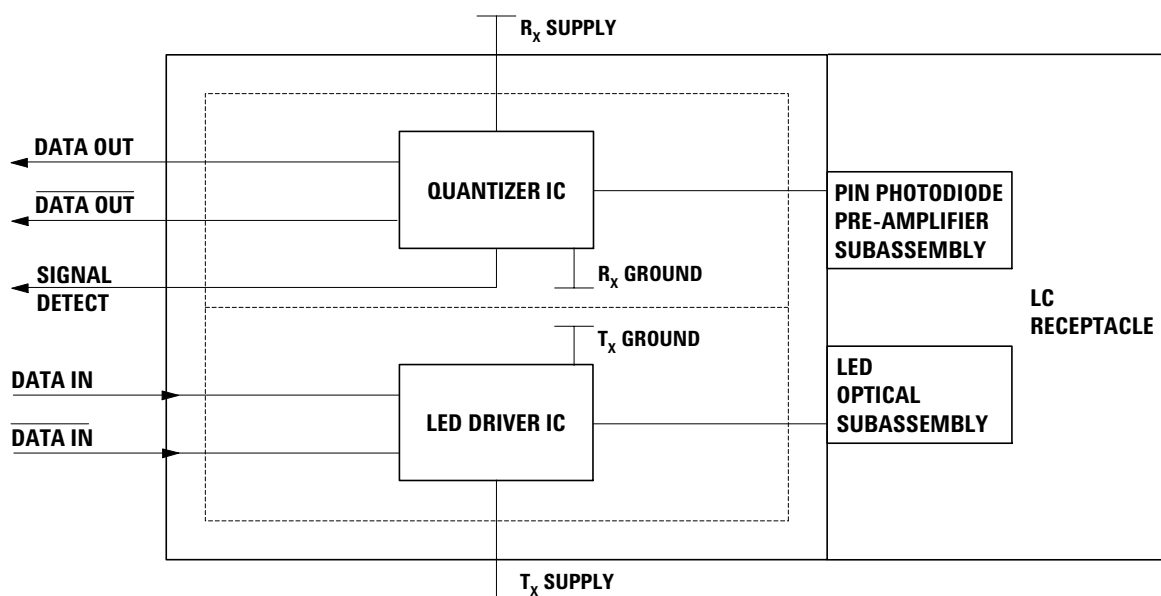 Rx SUPPLY
DATA OUT
QUANTIZER IC
PIN PHOTODIODE
PRE-AMPLIFIER
SUBASSEMBLY
DATA OUT
SIGNAL
DETECT
Rx GROUND
LC
RECEPTACLE
Tx GROUND
DATA IN
LED DRIVER IC
LED
OPTICAL
SUBASSEMBLY
DATA IN
Tx SUPPLY